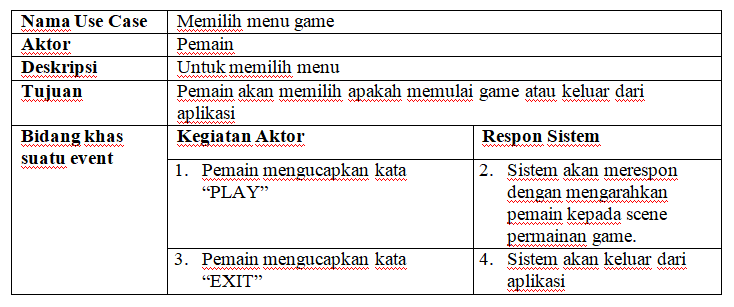 Nama Use Case Memilih menu game
Aktor Pemain
Deskripsi Untuk memilih menu
Tujuan Pemain akan memilih apakah memulai game atau keluar dari
aplikasi
Bidang khas
suatu event
Kegiatan Aktor Respon Sistem
1. Pemain mengucapkan kata
“PLAY”
2. Sistem akan merespon
dengan mengarahkan
pemain kepada scene
permainan game.
3. Pemain mengucapkan kata
“EXIT”
4. Sistem akan keluar dari
aplikasi